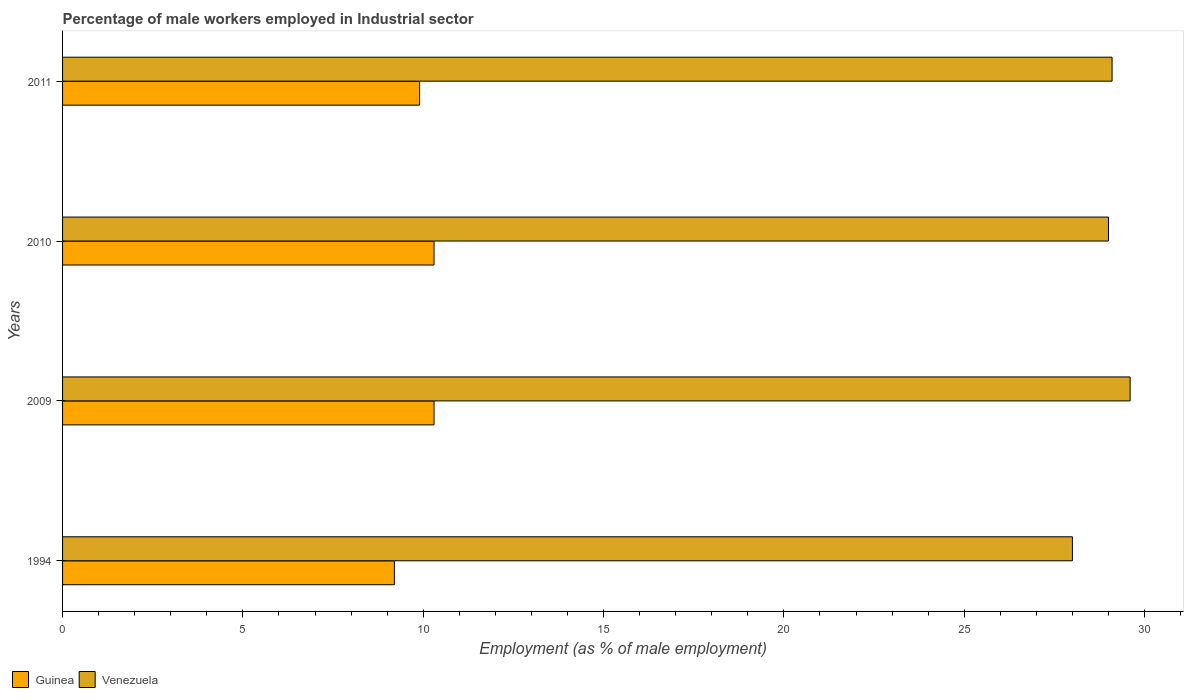 Percentage of male workers employed in Industrial sector
2011
2010
2009
1994
Years
0
5
10
15
20
25
30
Employment (as % of male employment)
Guinea
Venezuela